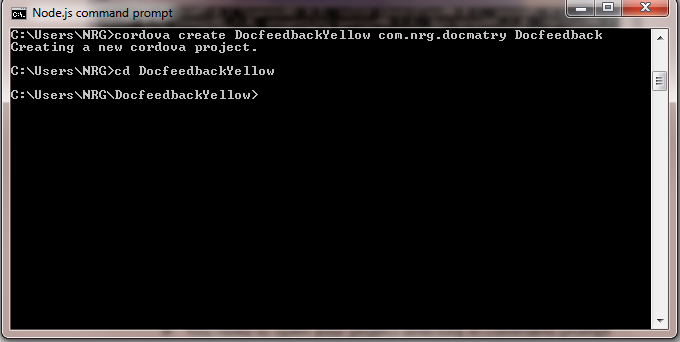 Node.js command prompt
C:\Users\NRG>cordova create DocfeedbackYellow com.nrg.docmatry Docfeedback
Creating a new cordova project.
C:\Users\NRG>cd DocfeedbackYellow
C:\Users\NRG\DocfeedbackYellow>